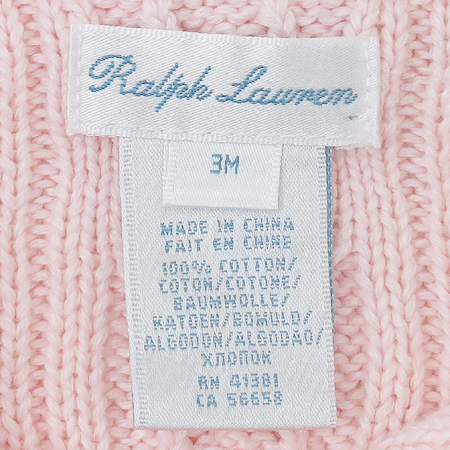 Ralph Lauren
3M
MADE IN CHINA
FAIT EN CHINE
100% COTTON/
COTON/COTONE/
BAUMWOLLE/
KATOEN/BOMULD/
ALGODON/ALGODAO/
ХЛОПОК
RN 41381
CA 56658